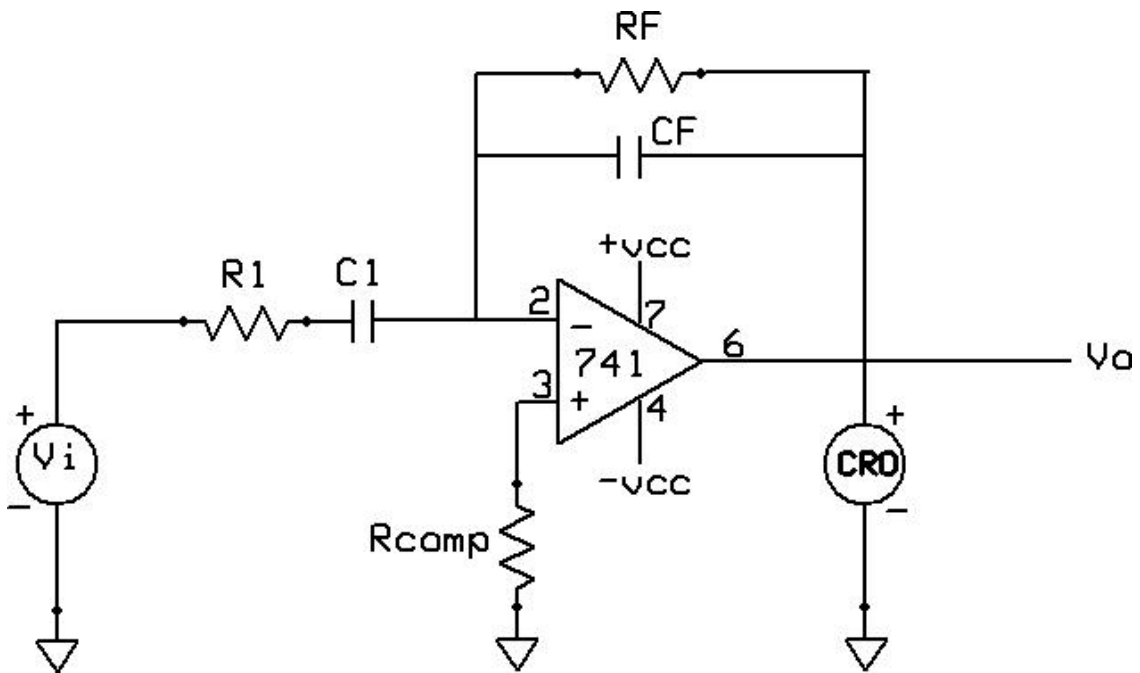 RF
CF
+vcc
R1
C1
2
7
-
741
6
Vo
3
+
4
+
Vi
-
-vcc
+
CRO
-
Rcomp